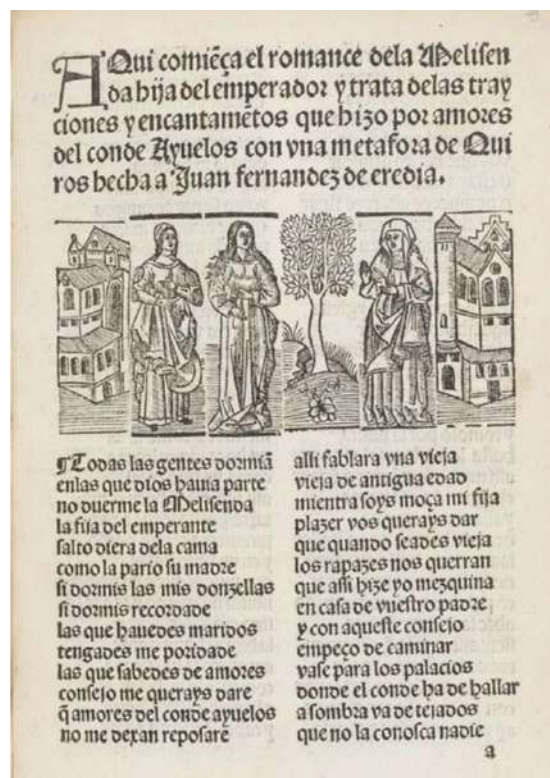 AQui comiẽça el romance dela Melisen
da hija del emperador y trata delas tray
ciones y encantamẽtos que hizo por amores
del conde Ayuelos con vna metafora de Qui
ros hecha a Juan fernandez de eredia.
¶Todas las gentes dormiã
enlas que dios hauia parte
no duerme la Melisenda
la fija del emperante
salto diera dela cama
como la pario su madre
si dormis las mis donzellas
si dormis recordade
las que hauedes maridos
tengades me poridade
las que sabedes de amores
consejo me querays dare
q̃ amores del conde ayuelos
no me dexan reposare
alli fablara vna vieja
vieja de antigua edad
mientra soys moça mi fija
plazer vos querays dar
que quando seades vieja
los rapazes nos querran
que assi hize yo mezquina
en casa de vuestro padre
y con aqueste consejo
empeço de caminar
vase para los palacios
donde el conde ha de hallar
a sombra va de tejados
que no la conosca nadie
a